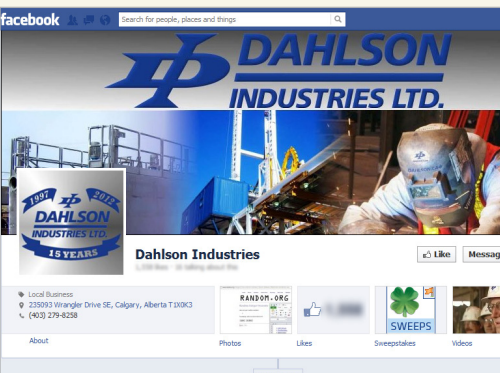 facebook
Search for people, places and things
DAHLSON
INDUSTRIES LTD.
1997 2012
DAHLSON
INDUSTRIES LTD.
15 YEARS
Dahlson Industries
Like
Messag
Local Business
235093 Wrangler Drive SE, Calgary, Alberta T1X0K3
(403) 279-8258
About
RANDOM.ORG
SWEEPS
Photos
Likes
Sweepstakes
Videos